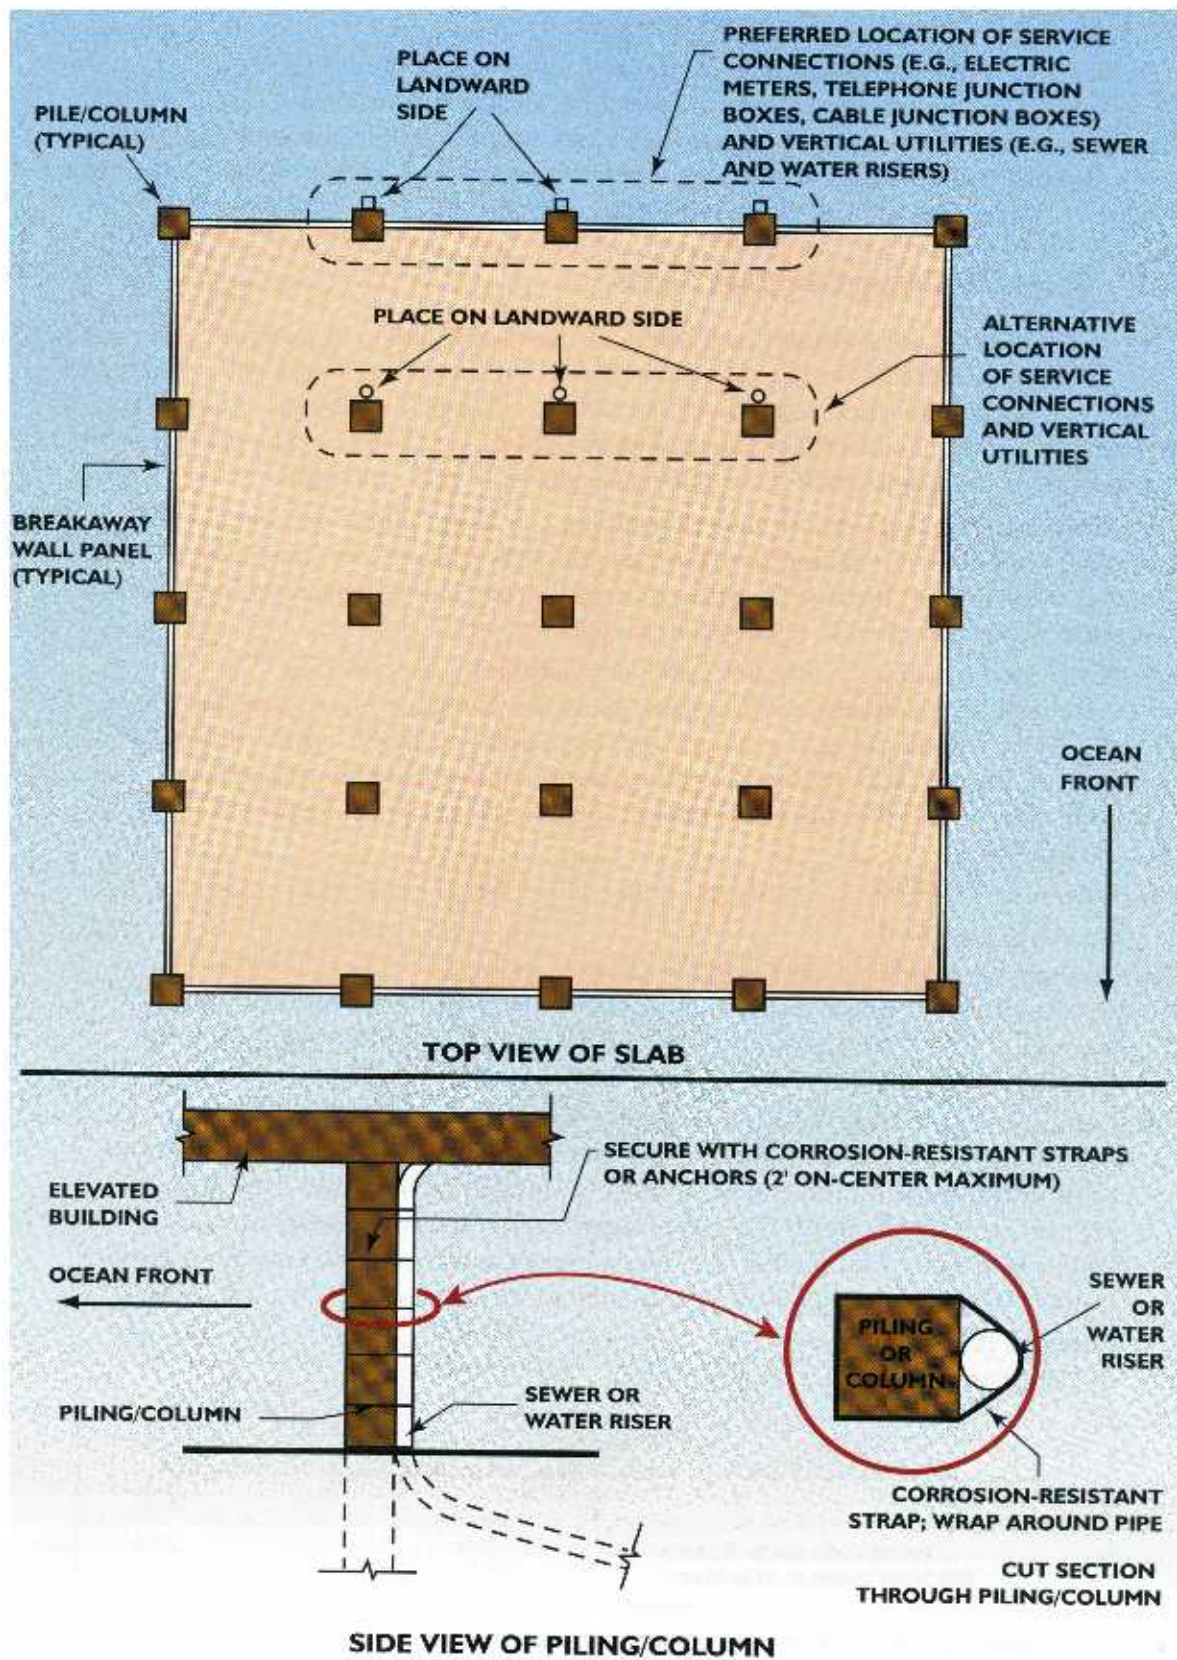 PLACE ON
LANDWARD
SIDE
PREFERRED LOCATION OF SERVICE
CONNECTIONS (E.G., ELECTRIC
METERS, TELEPHONE JUNCTION
BOXES, CABLE JUNCTION BOXES)
AND VERTICAL UTILITIES (E.G., SEWER
AND WATER RISERS)
PILE/COLUMN
(TYPICAL)
PLACE ON LANDWARD SIDE
ALTERNATIVE
LOCATION
OF SERVICE
CONNECTIONS
AND VERTICAL
UTILITIES
BREAKAWAY
WALL PANEL
(TYPICAL)
OCEAN
FRONT
TOP VIEW OF SLAB
SECURE WITH CORROSION-RESISTANT STRAPS
OR ANCHORS (2' ON-CENTER MAXIMUM)
ELEVATED
BUILDING
OCEAN FRONT
SEWER
OR
WATER
RISER
PILING
OR
COLUMN
PILING/COLUMN
SEWER OR
WATER RISER
CORROSION-RESISTANT
STRAP; WRAP AROUND PIPE
CUT SECTION
THROUGH PILING/COLUMN
SIDE VIEW OF PILING/COLUMN